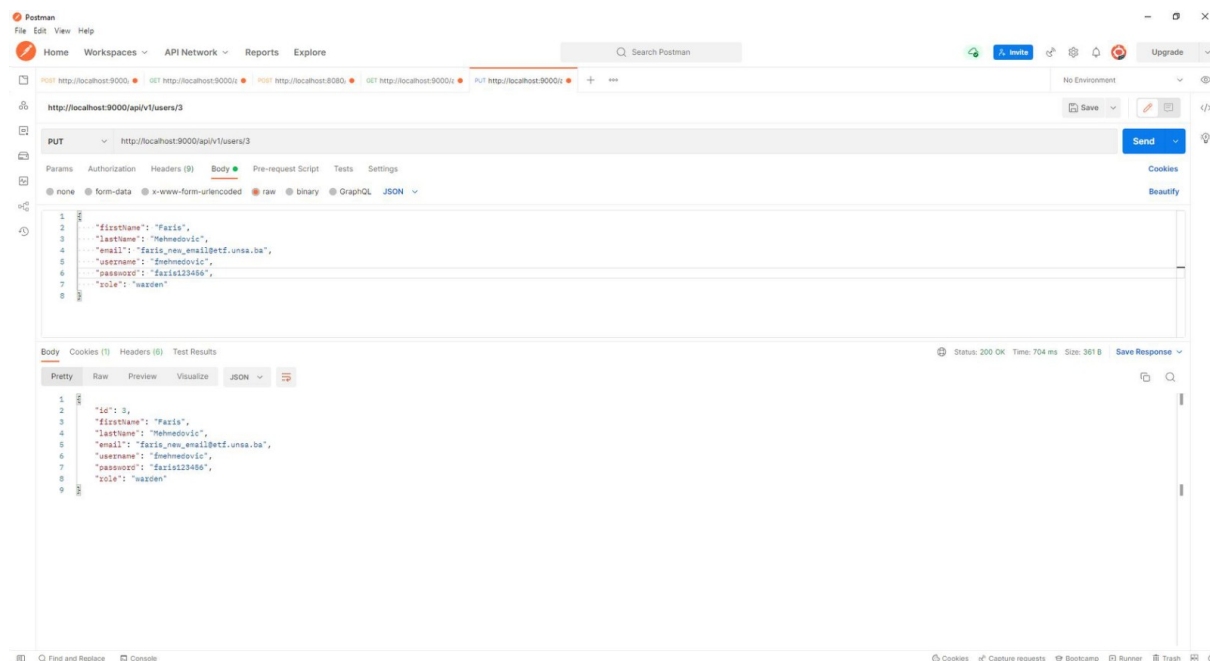 Postman
File Edit View Help
Home Workspaces API Network Reports Explore Search Postman Invite Upgrade
POST http://localhost:9000/ GET http://localhost:9000/a POST http://localhost:8080/ GET http://localhost:9000/a PUT http://localhost:9000/a + ••• No Environment
http://localhost:9000/api/v1/users/3 Save
PUT http://localhost:9000/api/v1/users/3 Send
Params Authorization Headers (9) Body Pre-request Script Tests Settings Cookies
none form-data x-www-form-urlencoded raw binary GraphQL JSON Beautify
1 {
2 "firstName": "Faris",
3 "lastName": "Mehmedovic",
4 "email": "faris_new_email@etf.unsa.ba",
5 "username": "fmehmedovic",
6 "password": "faris123456",
7 "role": "warden"
8 }
Body Cookies (1) Headers (6) Test Results Status: 200 OK Time: 704 ms Size: 361 B Save Response
Pretty Raw Preview Visualize JSON
1 {
2 "id": 3,
3 "firstName": "Faris",
4 "lastName": "Mehmedovic",
5 "email": "faris_new_email@etf.unsa.ba",
6 "username": "fmehmedovic",
7 "password": "faris123456",
8 "role": "warden"
9 }
Find and Replace Console Cookies Capture requests Bootcamp Runner Trash